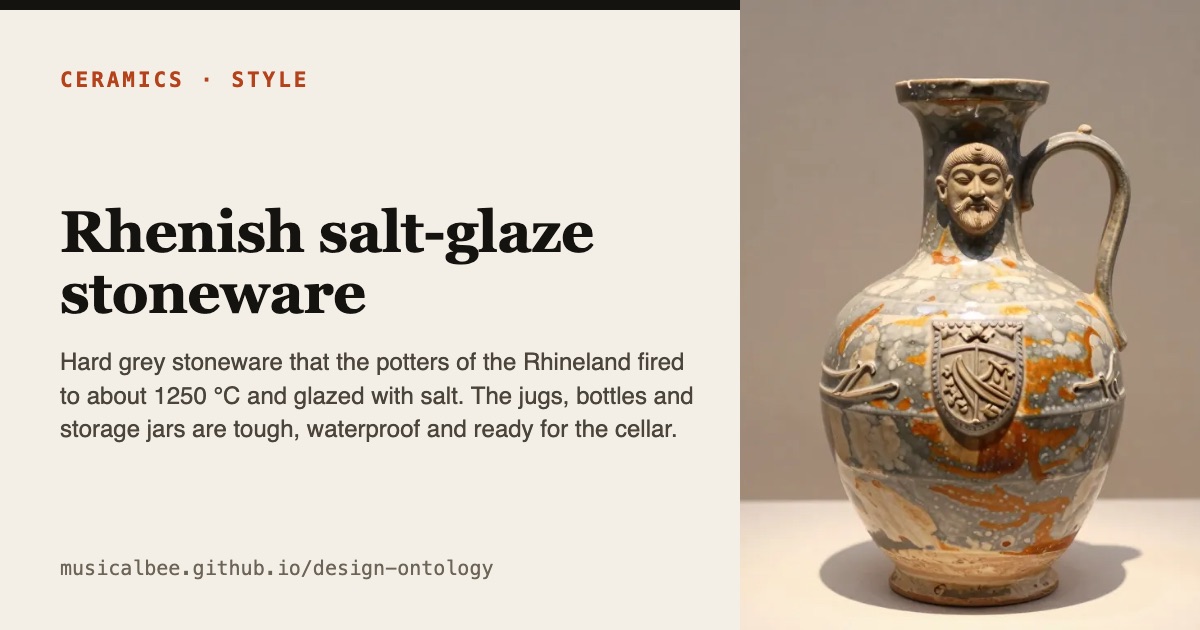 CERAMICS · STYLE
Rhenish salt-glaze
stoneware
Hard grey stoneware that the potters of the Rhineland fired
to about 1250 °C and glazed with salt. The jugs, bottles and
storage jars are tough, waterproof and ready for the cellar.
musicalbee.github.io/design-ontology